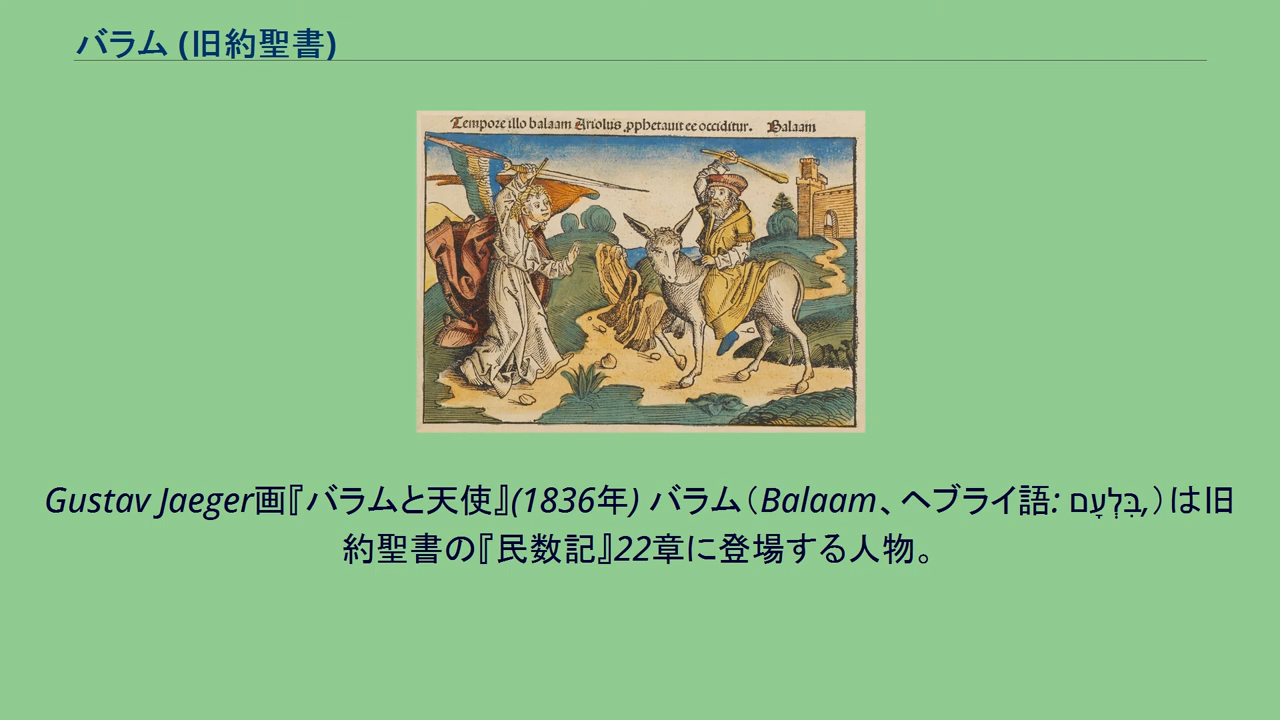 バラム (旧約聖書)
Tempore illo balaam Ariolus pphetauit ee occiditur. Balaam
Gustav Jaeger画『バラムと天使』(1836年) バラム（Balaam、ヘブライ語: בִּלְעָם,）は旧
約聖書の『民数記』22章に登場する人物。